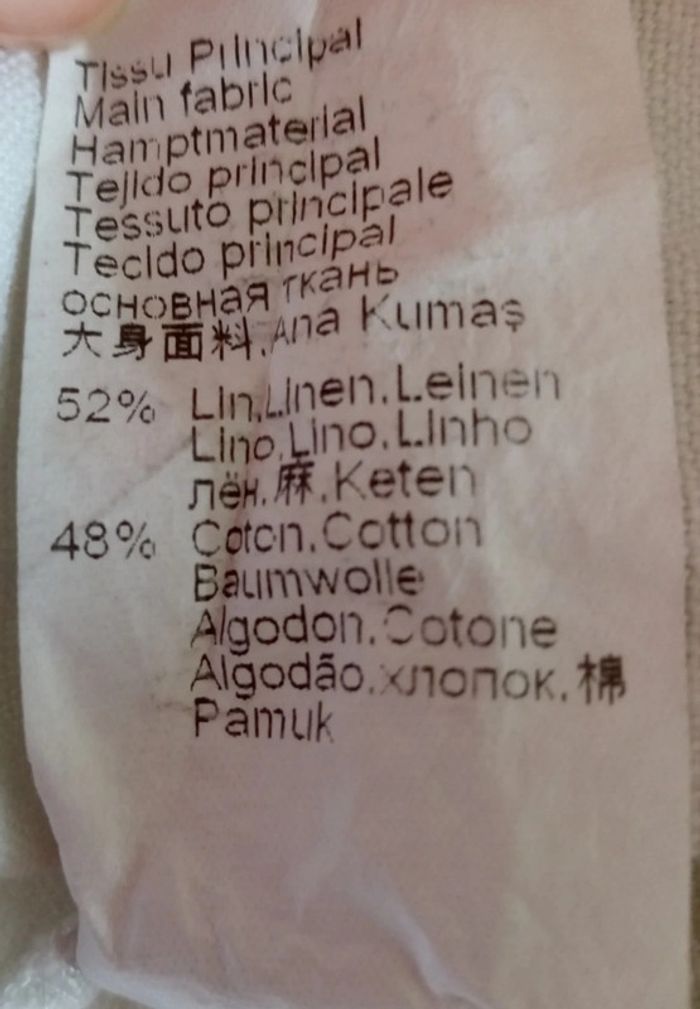 Tissu Principal
Main fabric
Hamptmaterial
Tejido principal
Tessuto principale
Tecido principal
основная ткань
大身面料.Ana Kumaş
52% Lin.Linen.Leinen
Lino.Lino.Linho
лён.麻.Keten
48% Coton.Cotton
Baumwolle
Algodon.Cotone
Algodão.хлопок.棉
Pamuk